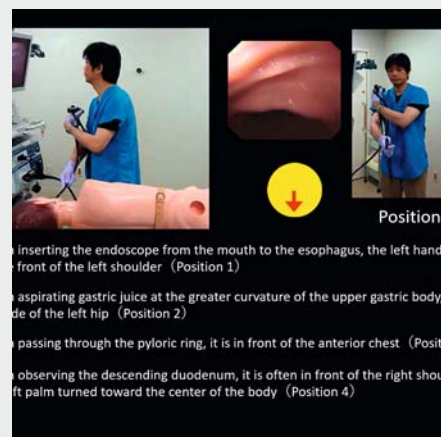 Position
inserting the endoscope from the mouth to the esophagus, the left hand
front of the left shoulder（Position 1）
aspirating gastric juice at the greater curvature of the upper gastric body,
of the left hip（Position 2）
passing through the pyloric ring, it is in front of the anterior chest（Posit
observing the descending duodenum, it is often in front of the right shou
ft palm turned toward the center of the body（Position 4）